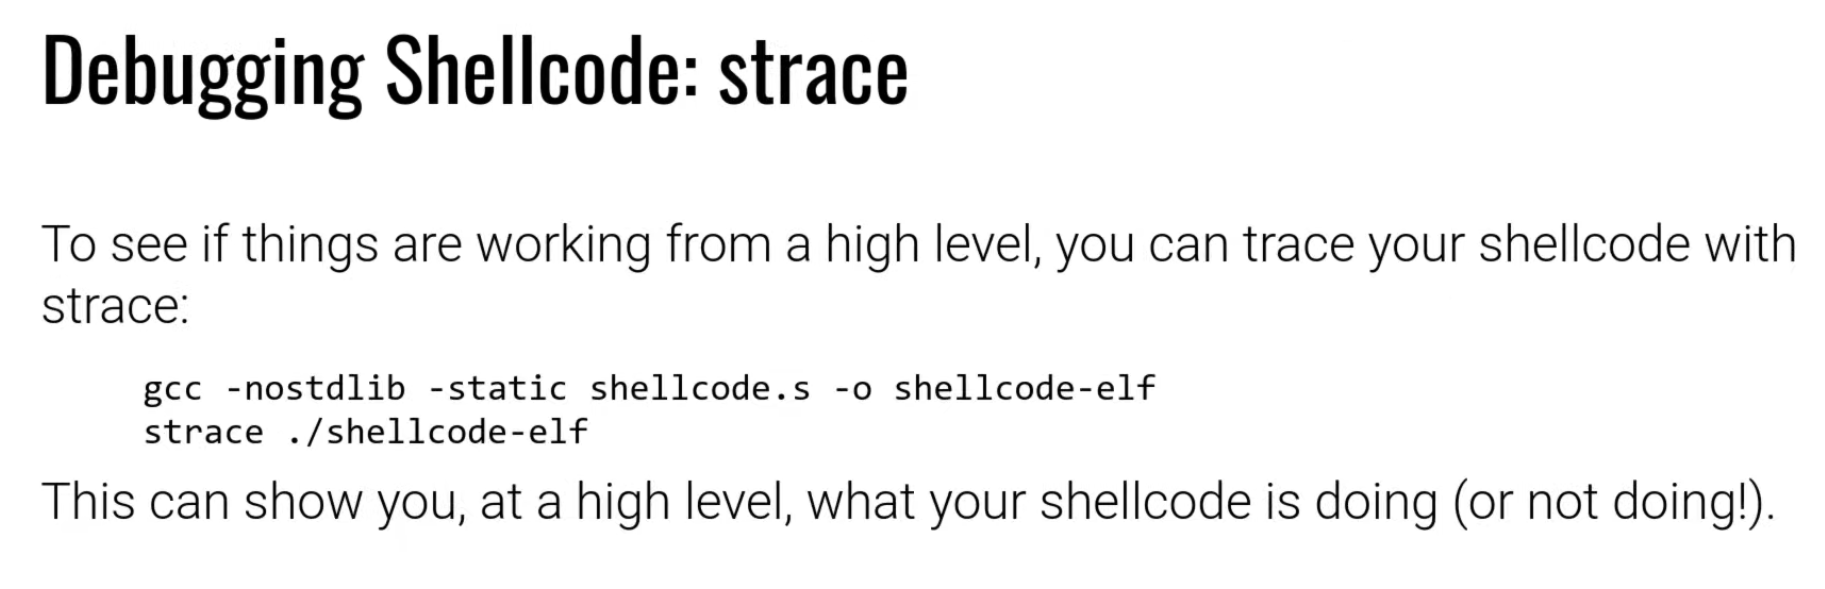 Debugging Shellcode: strace
To see if things are working from a high level, you can trace your shellcode with
strace:
gcc -nostdlib -static shellcode.s -o shellcode-elf
strace ./shellcode-elf
This can show you, at a high level, what your shellcode is doing (or not doing!).